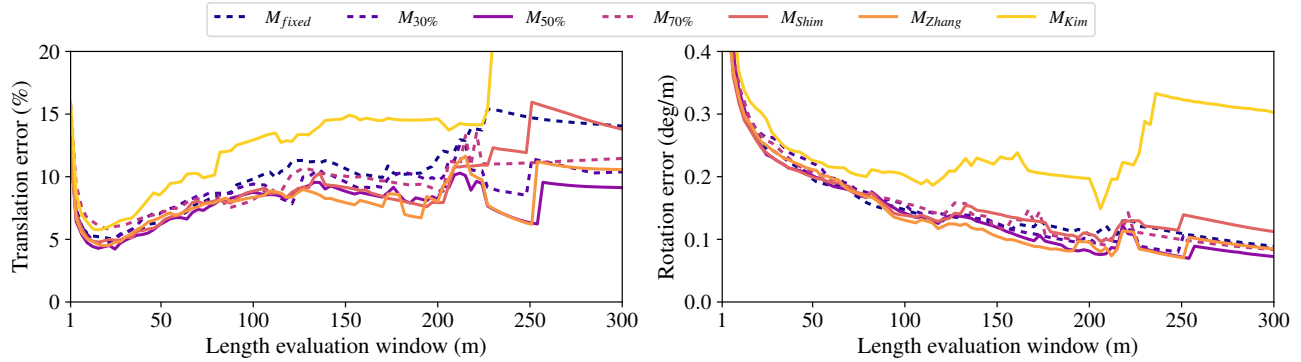 M_fixed M_30% M_50% M_70% M_Shim M_Zhang M_Kim
Translation error (%)
20
15
10
5
0
1 50 100 150 200 250 300
Length evaluation window (m)
Rotation error (deg/m)
0.4
0.3
0.2
0.1
0.0
1 50 100 150 200 250 300
Length evaluation window (m)